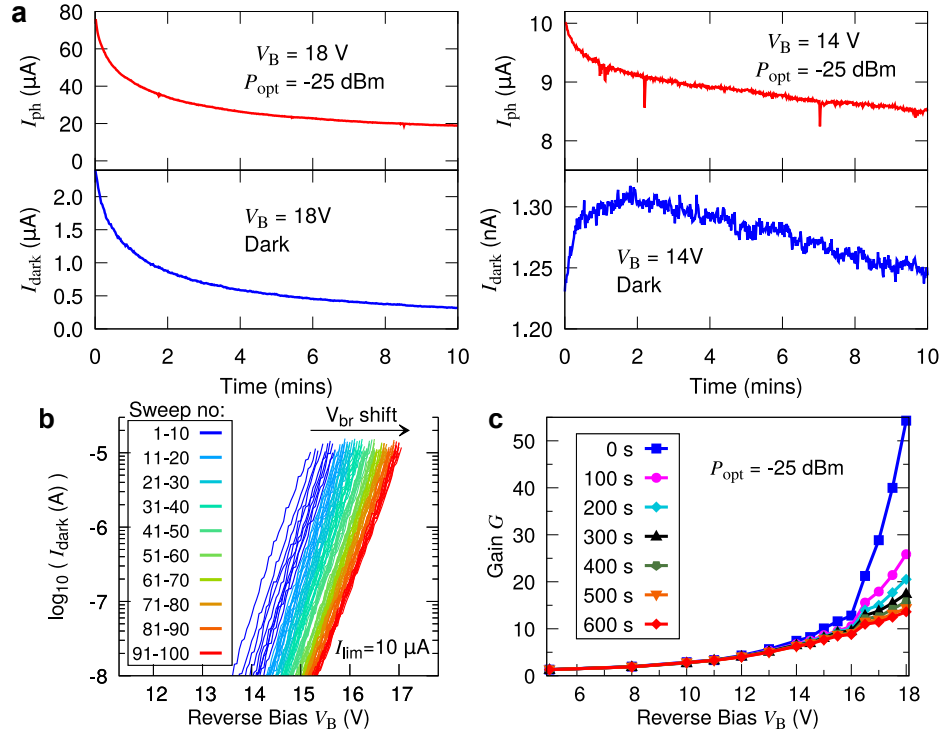 a
80
60
40
20
0
I_ph (µA)
V_B = 18 V
P_opt = -25 dBm
2.0
1.5
1.0
0.5
0.0
I_dark (µA)
V_B = 18V
Dark
0 2 4 6 8 10
Time (mins)
10
9
8
I_ph (µA)
V_B = 14 V
P_opt = -25 dBm
1.30
1.25
1.20
I_dark (nA)
V_B = 14V
Dark
0 2 4 6 8 10
Time (mins)
b
Sweep no:
1-10
11-20
21-30
31-40
41-50
51-60
61-70
71-80
81-90
91-100
V_br shift
I_lim=10 µA
-5
-6
-7
-8
log_10 ( I_dark (A) )
12 13 14 15 16 17
Reverse Bias V_B (V)
c
0 s
100 s
200 s
300 s
400 s
500 s
600 s
P_opt = -25 dBm
50
40
30
20
10
0
Gain G
6 8 10 12 14 16 18
Reverse Bias V_B (V)